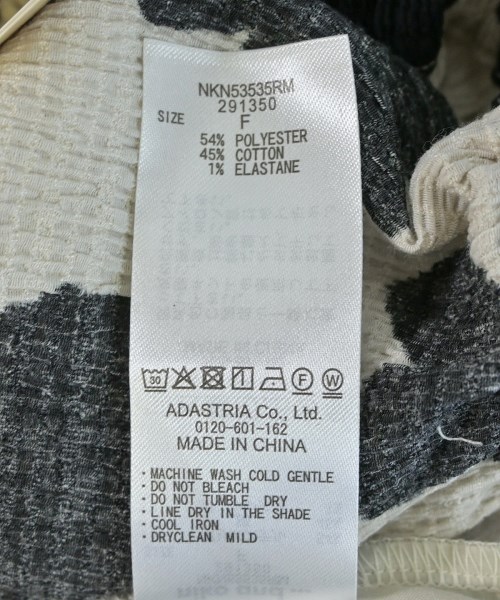 NKN53535RM
291350
SIZE F
54% POLYESTER
45% COTTON
1% ELASTANE
30 F W
ADASTRIA Co., Ltd.
0120-601-162
MADE IN CHINA
・MACHINE WASH COLD GENTLE
・DO NOT BLEACH
・DO NOT TUMBLE DRY
・LINE DRY IN THE SHADE
・COOL IRON
・DRYCLEAN MILD